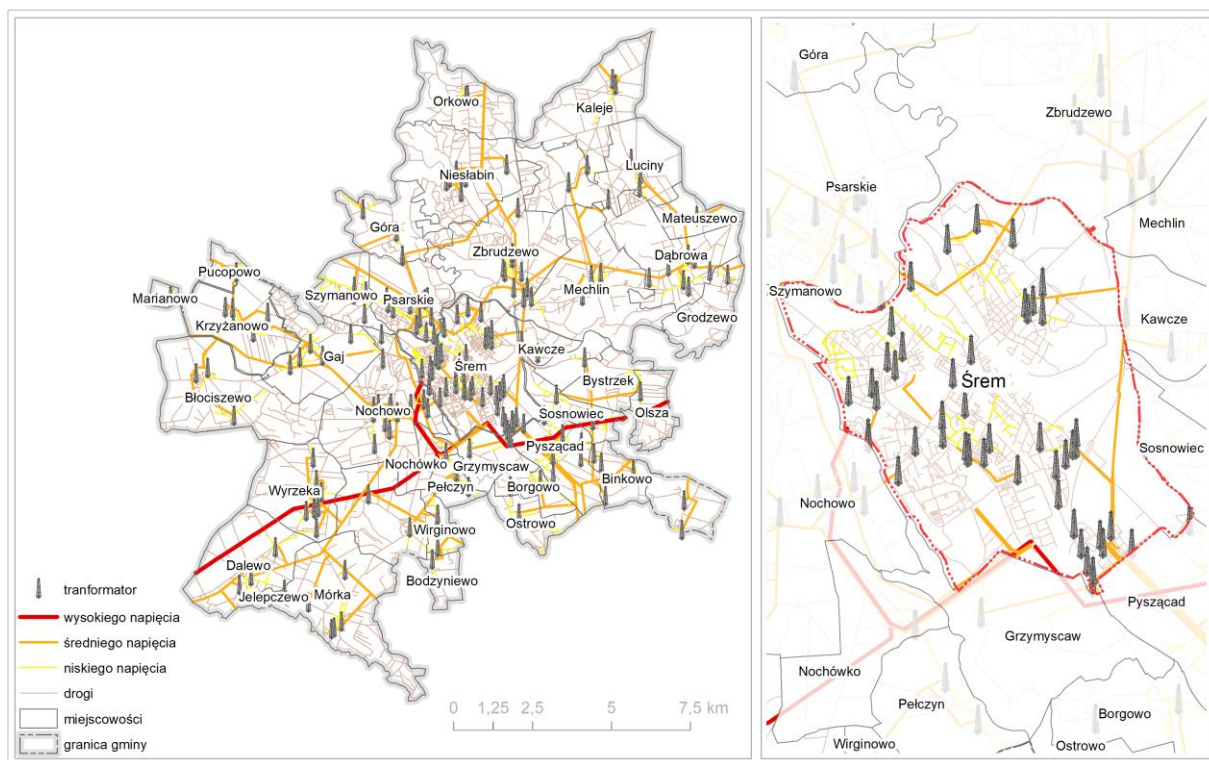 Orkowo
Kaleje
Niesłabin
Luciny
Mateuszewo
Góra
Zbrudzewo
Dąbrowa
Pucopowo
Marianowo
Szymanowo
Psarskie
Mechlin
Grodzewo
Krzyżanowo
Gaj
Kawcze
Śrem
Bystrzek
Błociszewo
Nochowo
Sosnowiec
Olsza
Pyszącad
Nochówko
Grzymyscaw
Pełczyn
Borgowo
Binkowo
Wyrzeka
Ostrowo
Wirginowo
Dalewo
Bodzyniewo
Jelepczewo
Mórka
tranformator
wysokiego napięcia
średniego napięcia
niskiego napięcia
drogi
miejscowości
granica gminy
0 1,25 2,5 5 7,5 km
Góra
Zbrudzewo
Psarskie
Mechlin
Szymanowo
Kawcze
Śrem
Sosnowiec
Nochowo
Pyszącad
Grzymyscaw
Nochówko
Pełczyn
Borgowo
Wirginowo
Ostrowo